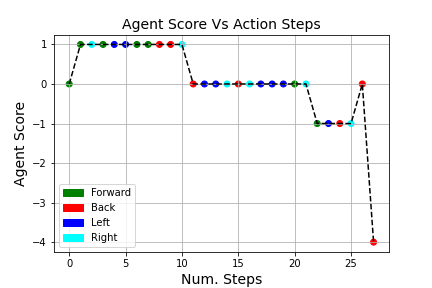 Agent Score Vs Action Steps
Agent Score
1
0
−1
−2
−3
−4
Forward
Back
Left
Right
0 5 10 15 20 25
Num. Steps